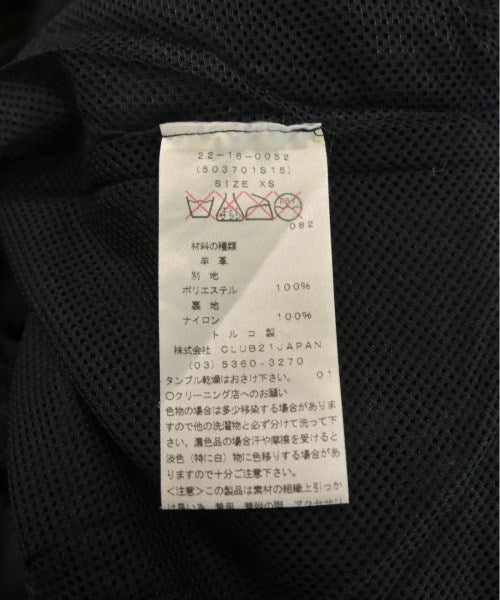 22-16-0052
(503701S15)
SIZE XS
082
材料の種類
羊 革
別 地
ポリエステル 100%
裏 地
ナイロン 100%
トルコ製
株式会社 CLUB21JAPAN
(03)5360-3270
タンブル乾燥はおさけ下さい。 01
○クリーニング店へのお願い
色物の場合は多少移染する場合がありま
すので他の洗濯物と必ず分けて洗って下
さい。濃色品の場合汗や摩擦を受けると
淡色(特に白)物に色移りする場合があ
りますので十分ご注意下さい。
<注意>この製品は素材の組織上引っか